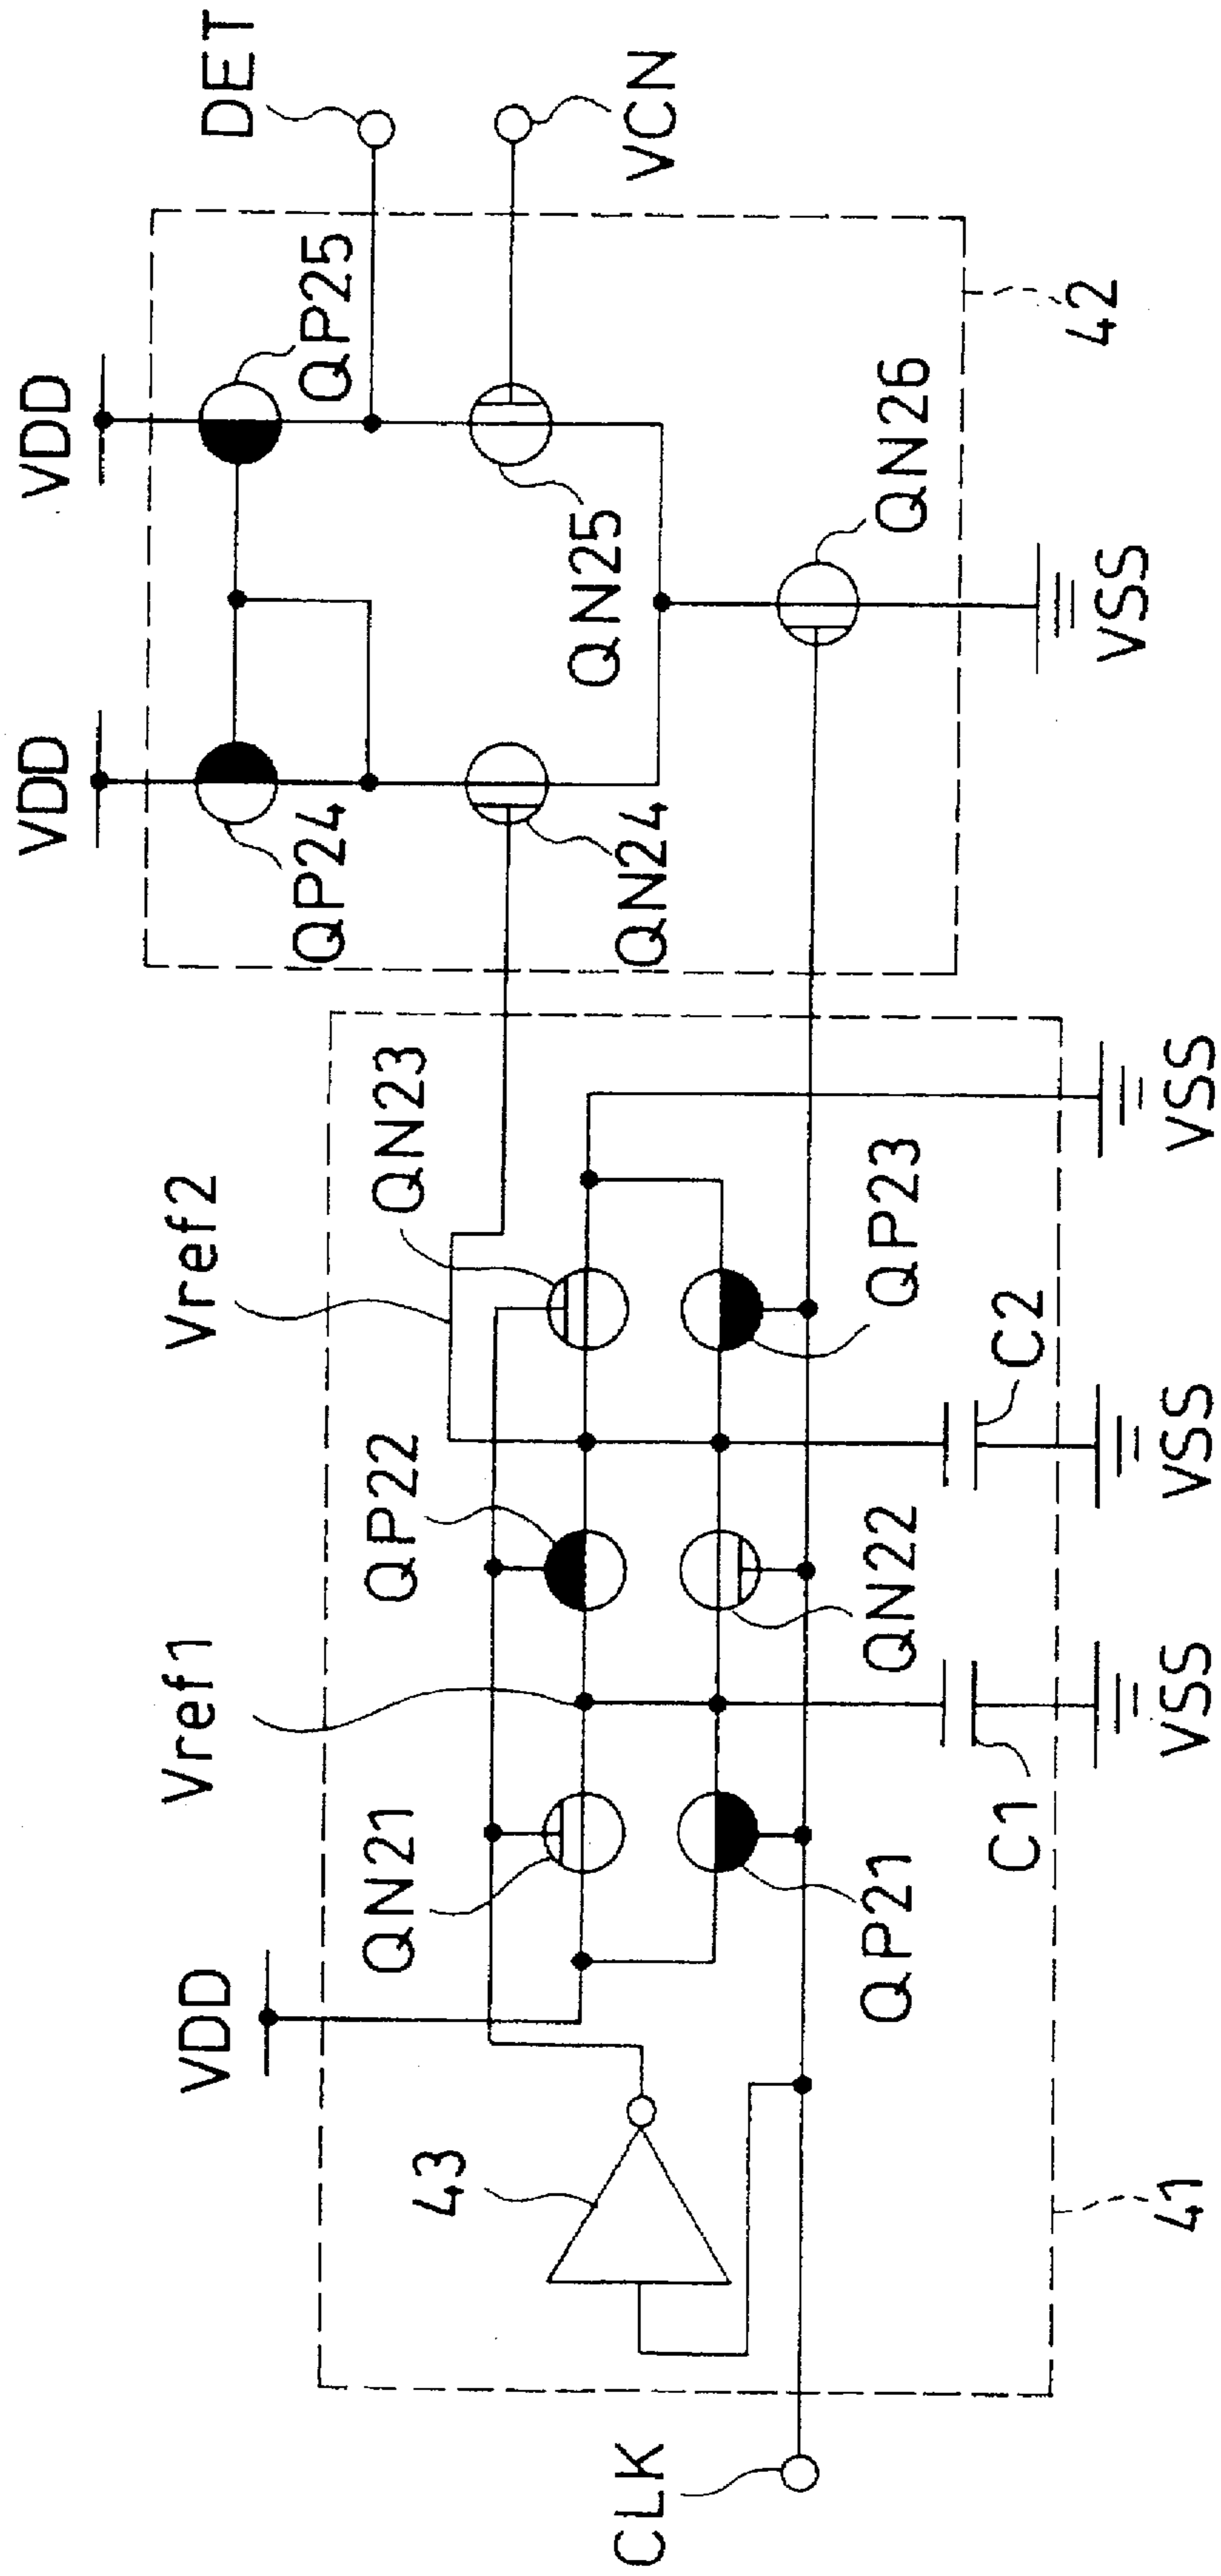 VDD
VDD
DET
QP24
QP25
VCN
QN24
QN25
QN26
42
VDD
Vref1
Vref2
43
QN21
QP22
QN23
QP21
QN22
QP23
CLK
C1
C2
41
VSS
VSS
VSS
VSS